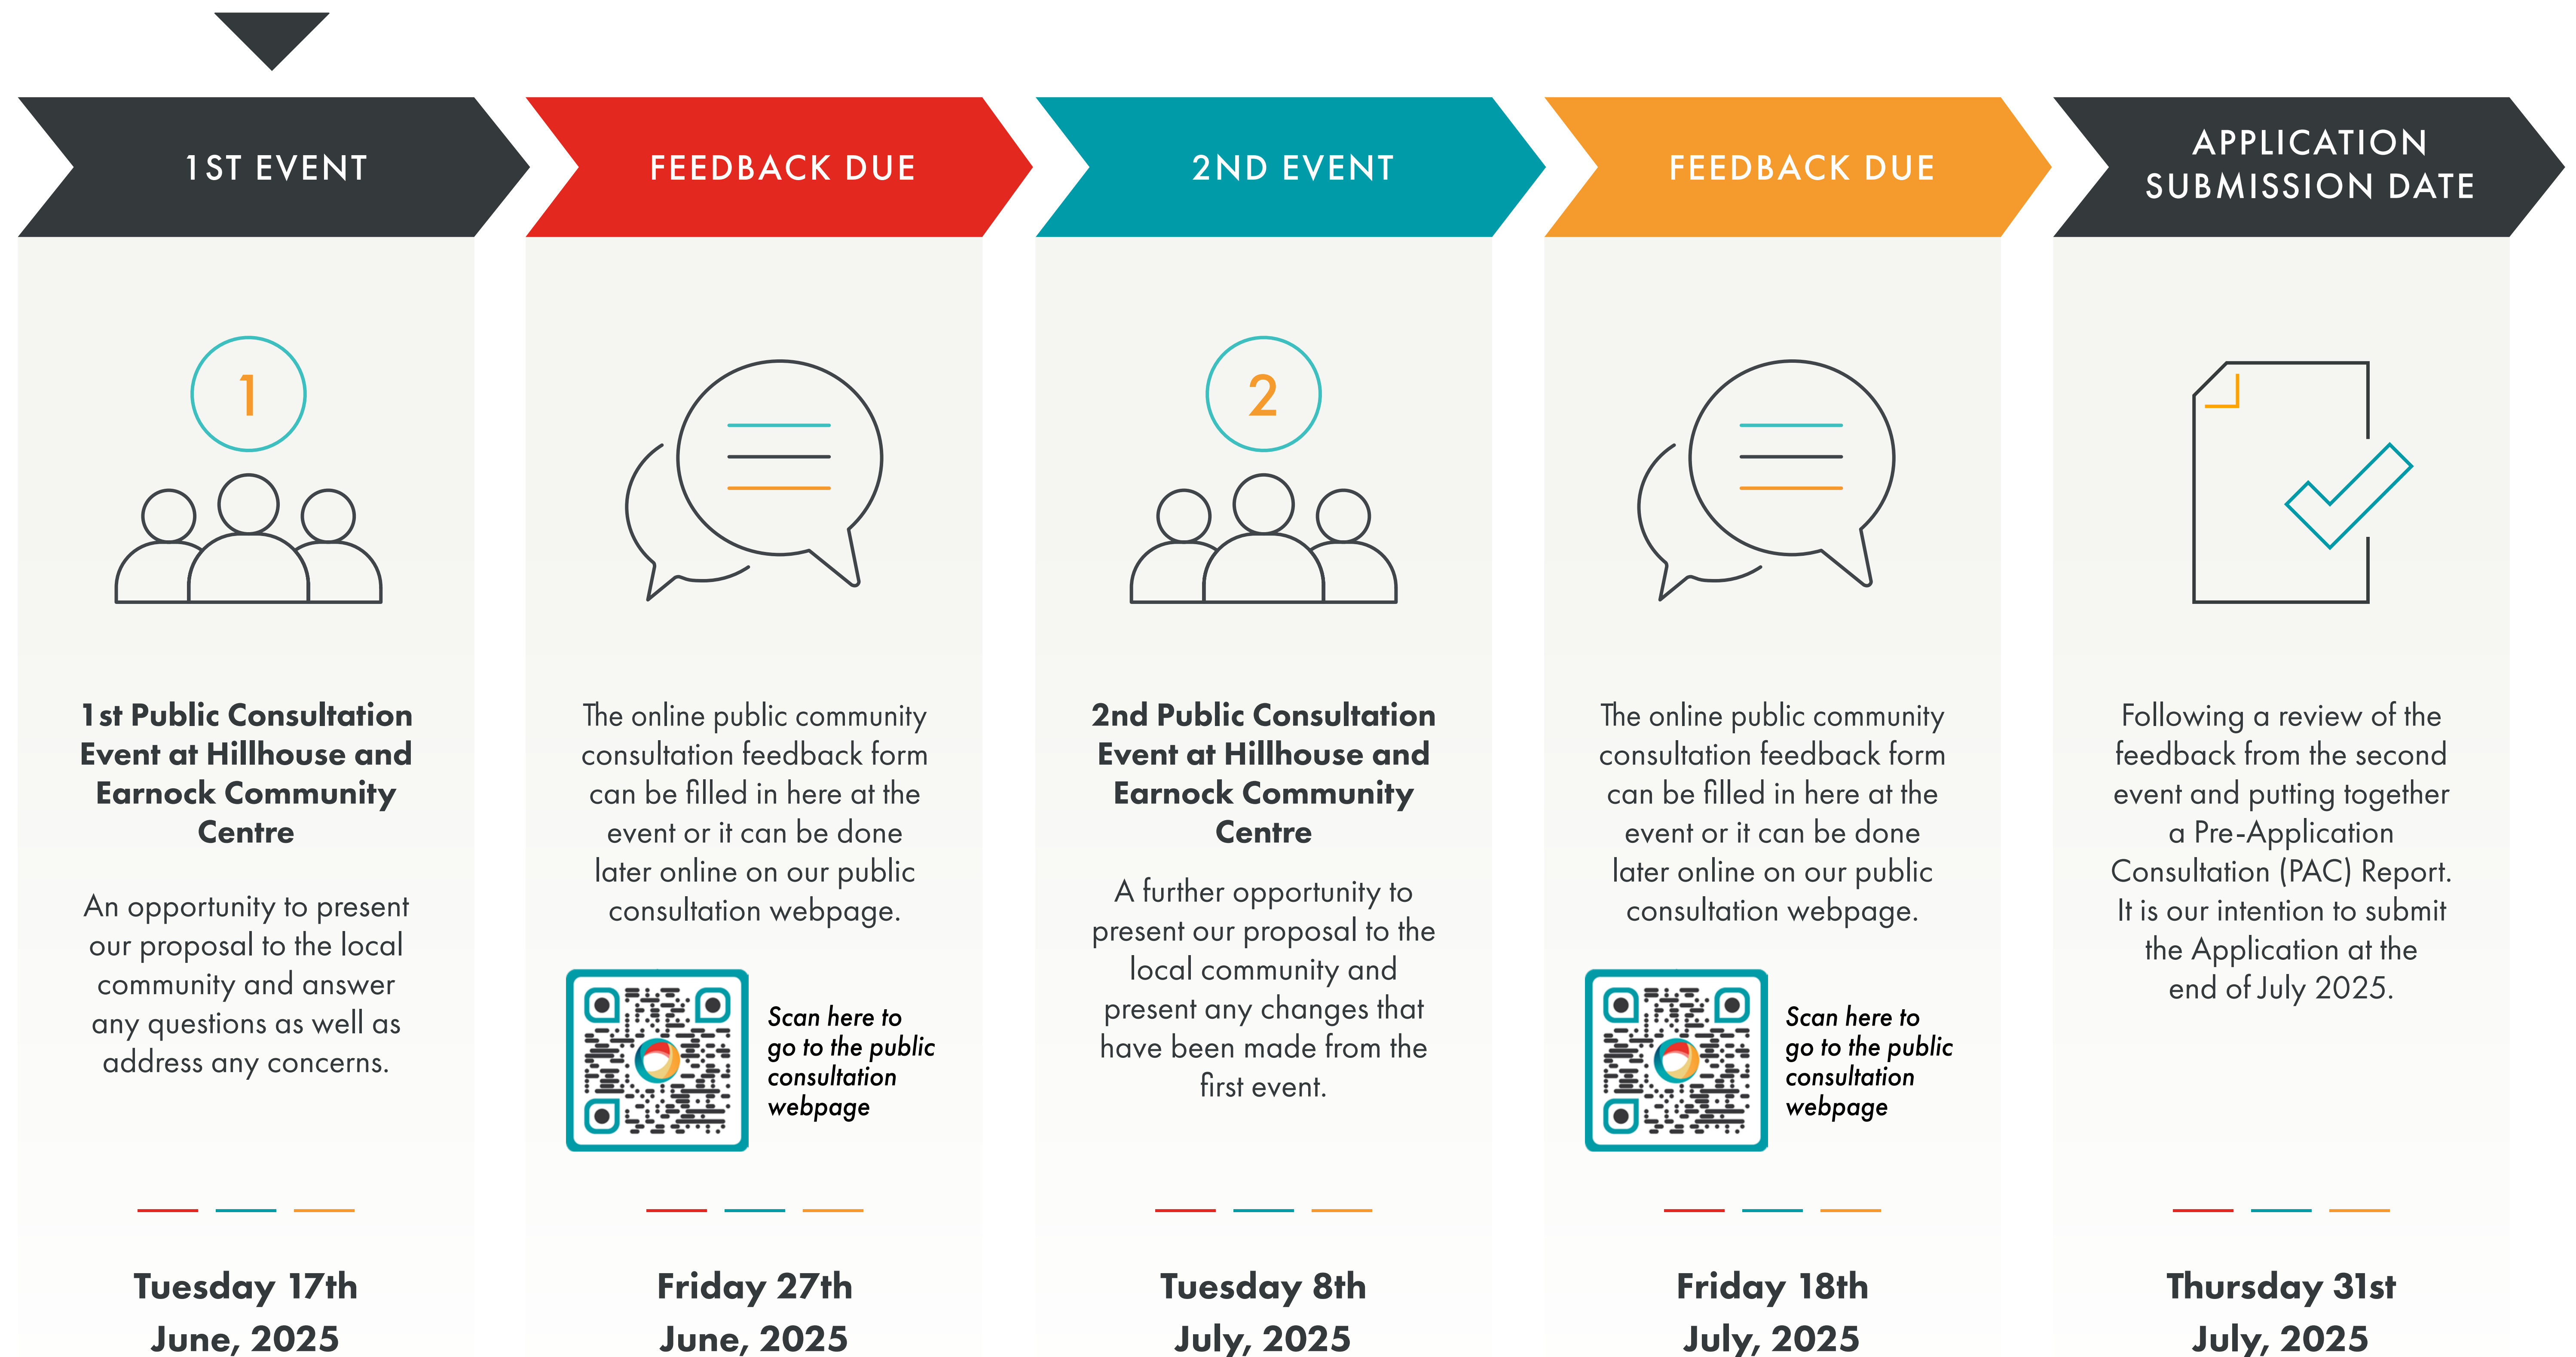 1ST EVENT
FEEDBACK DUE
2ND EVENT
FEEDBACK DUE
APPLICATION
SUBMISSION DATE
1
1st Public Consultation
Event at Hillhouse and
Earnock Community
Centre
An opportunity to present
our proposal to the local
community and answer
any questions as well as
address any concerns.
Tuesday 17th
June, 2025
The online public community
consultation feedback form
can be filled in here at the
event or it can be done
later online on our public
consultation webpage.
Scan here to
go to the public
consultation
webpage
Friday 27th
June, 2025
2
2nd Public Consultation
Event at Hillhouse and
Earnock Community
Centre
A further opportunity to
present our proposal to the
local community and
present any changes that
have been made from the
first event.
Tuesday 8th
July, 2025
The online public community
consultation feedback form
can be filled in here at the
event or it can be done
later online on our public
consultation webpage.
Scan here to
go to the public
consultation
webpage
Friday 18th
July, 2025
Following a review of the
feedback from the second
event and putting together
a Pre-Application
Consultation (PAC) Report.
It is our intention to submit
the Application at the
end of July 2025.
Thursday 31st
July, 2025